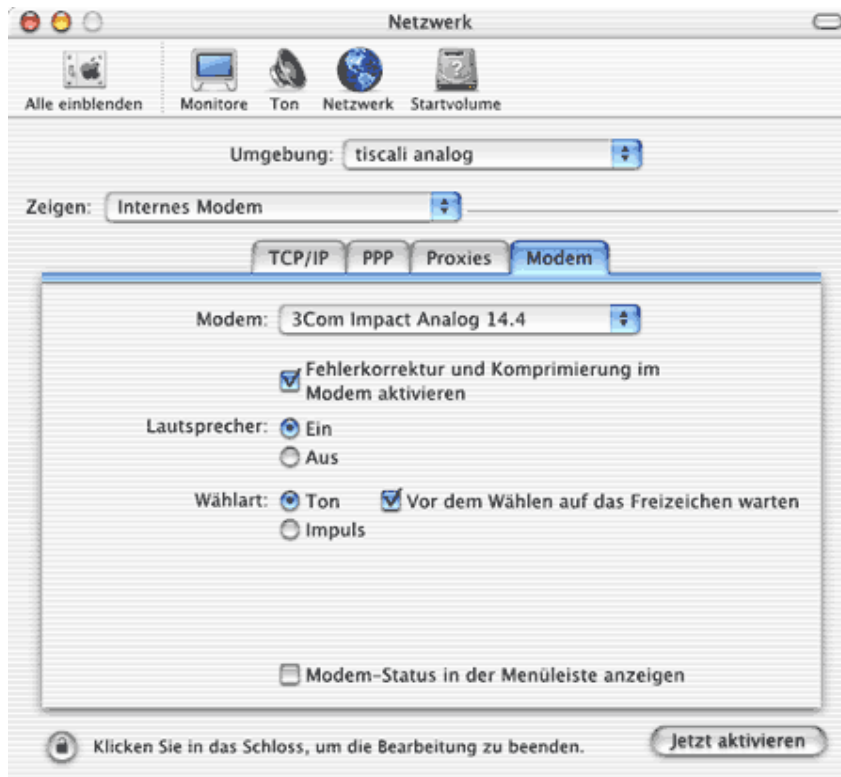 Netzwerk
Alle einblenden Monitore Ton Netzwerk Startvolume
Umgebung: tiscali analog
Zeigen: Internes Modem
TCP/IP PPP Proxies Modem
Modem: 3Com Impact Analog 14.4
Fehlerkorrektur und Komprimierung im
Modem aktivieren
Lautsprecher: Ein
Aus
Wählart: Ton Vor dem Wählen auf das Freizeichen warten
Impuls
Modem-Status in der Menüleiste anzeigen
Klicken Sie in das Schloss, um die Bearbeitung zu beenden. Jetzt aktivieren